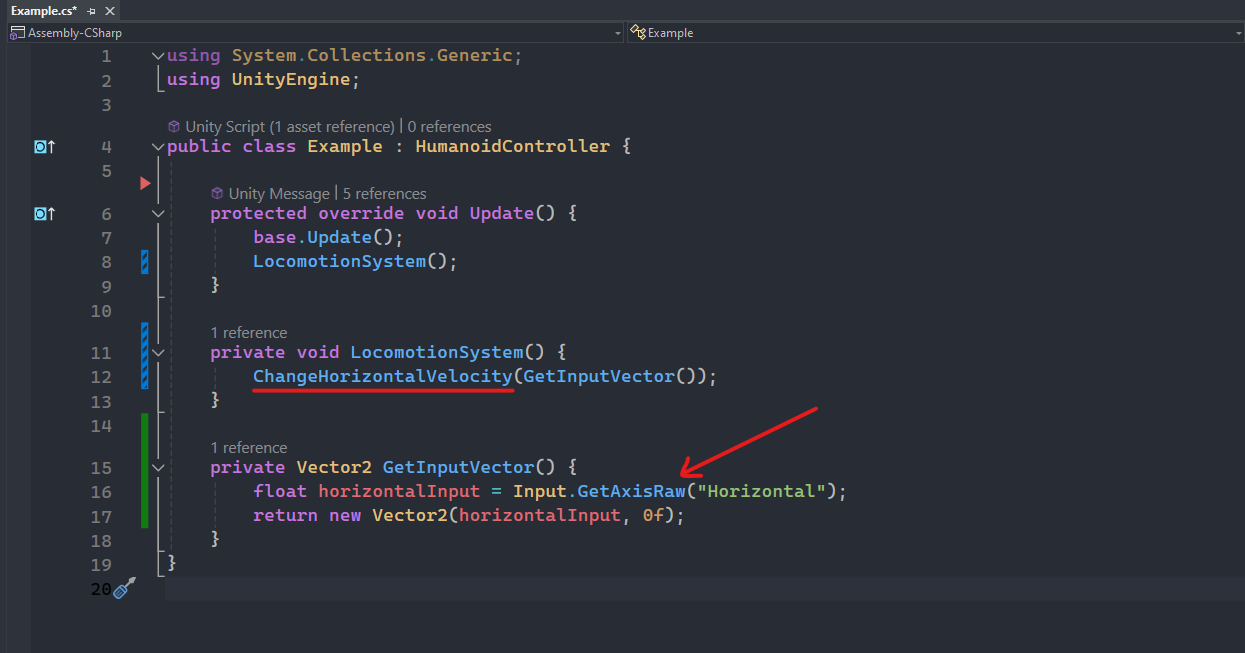 Example.cs*
Assembly-CSharp Example
1 using System.Collections.Generic;
2 using UnityEngine;
3
Unity Script (1 asset reference) | 0 references
4 public class Example : HumanoidController {
5
Unity Message | 5 references
6 protected override void Update() {
7 base.Update();
8 LocomotionSystem();
9 }
10
1 reference
11 private void LocomotionSystem() {
12 ChangeHorizontalVelocity(GetInputVector());
13 }
14
1 reference
15 private Vector2 GetInputVector() {
16 float horizontalInput = Input.GetAxisRaw("Horizontal");
17 return new Vector2(horizontalInput, 0f);
18 }
19 }
20